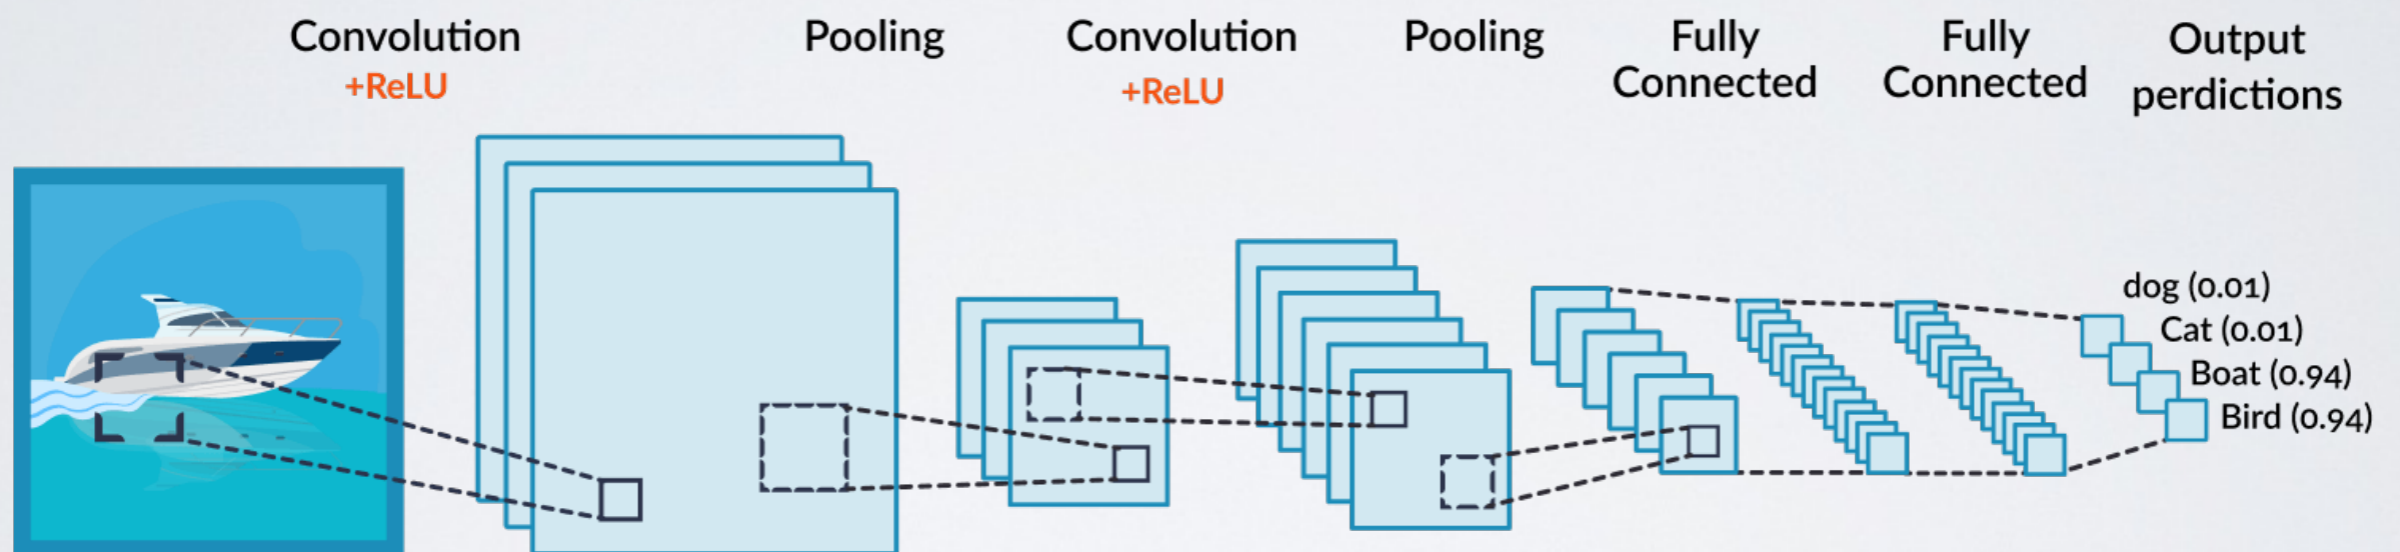 Convolution
+ReLU
Pooling
Convolution
+ReLU
Pooling
Fully
Connected
Fully
Connected
Output
perdictions
dog (0.01)
Cat (0.01)
Boat (0.94)
Bird (0.94)